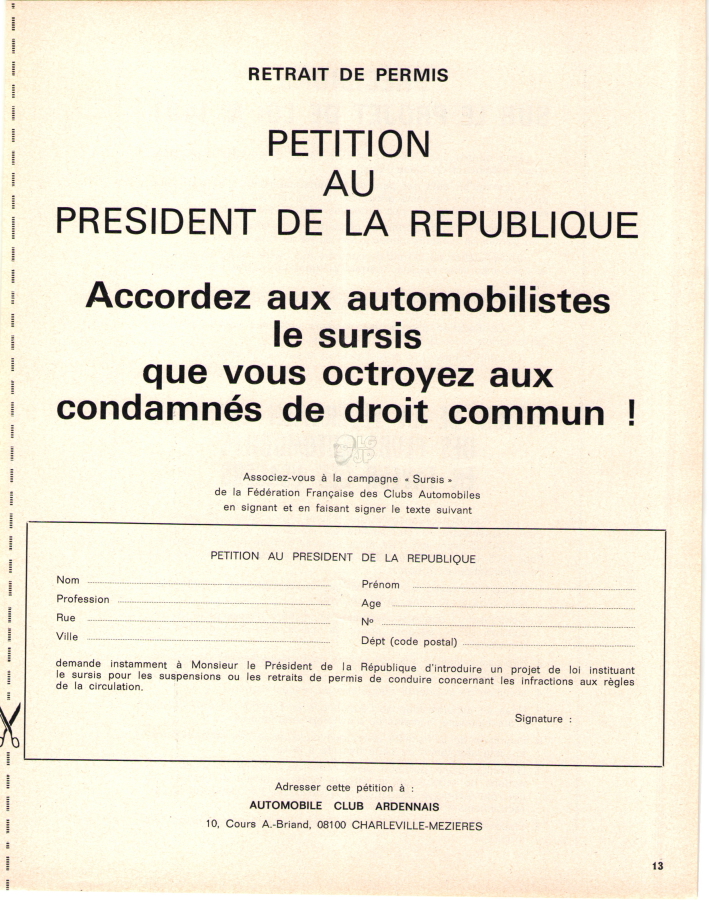 RETRAIT DE PERMIS
PETITION
AU
PRESIDENT DE LA REPUBLIQUE
Accordez aux automobilistes
le sursis
que vous octroyez aux
condamnés de droit commun !
Associez-vous à la campagne « Sursis »
de la Fédération Française des Clubs Automobiles
en signant et en faisant signer le texte suivant
PETITION AU PRESIDENT DE LA REPUBLIQUE
Nom
Prénom
Profession
Age
Rue
Nº
Ville
Dépt (code postal)
demande instamment à Monsieur le Président de la République d'introduire un projet de loi instituant
le sursis pour les suspensions ou les retraits de permis de conduire concernant les infractions aux règles
de la circulation.
Signature :
Adresser cette pétition à :
AUTOMOBILE CLUB ARDENNAIS
10, Cours A.-Briand, 08100 CHARLEVILLE-MEZIERES
13